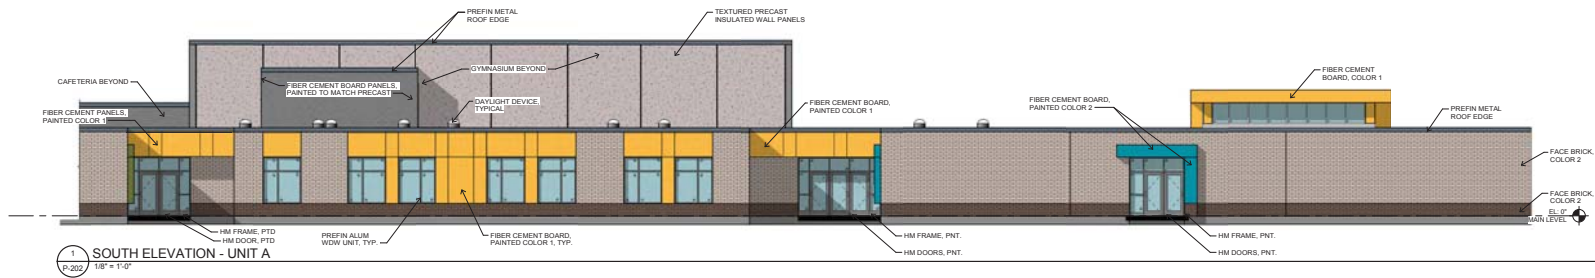 PREFIN METAL
ROOF EDGE
TEXTURED PRECAST
INSULATED WALL PANELS
CAFETERIA BEYOND
FIBER CEMENT BOARD PANELS,
PAINTED TO MATCH PRECAST
GYMNASIUM BEYOND
FIBER CEMENT
BOARD, COLOR 1
FIBER CEMENT PANELS,
PAINTED COLOR 1
DAYLIGHT DEVICE,
TYPICAL
FIBER CEMENT BOARD,
PAINTED COLOR 1
FIBER CEMENT BOARD,
PAINTED COLOR 2
PREFIN METAL
ROOF EDGE
FACE BRICK,
COLOR 2
FACE BRICK,
COLOR 2
EL: 0"
MAIN LEVEL
HM FRAME, PTD
HM DOOR, PTD
PREFIN ALUM
WDW UNIT, TYP.
FIBER CEMENT BOARD,
PAINTED COLOR 1, TYP.
HM FRAME, PNT.
HM DOORS, PNT.
HM FRAME, PNT.
HM DOORS, PNT.
1
P-202
SOUTH ELEVATION - UNIT A
1/8" = 1'-0"